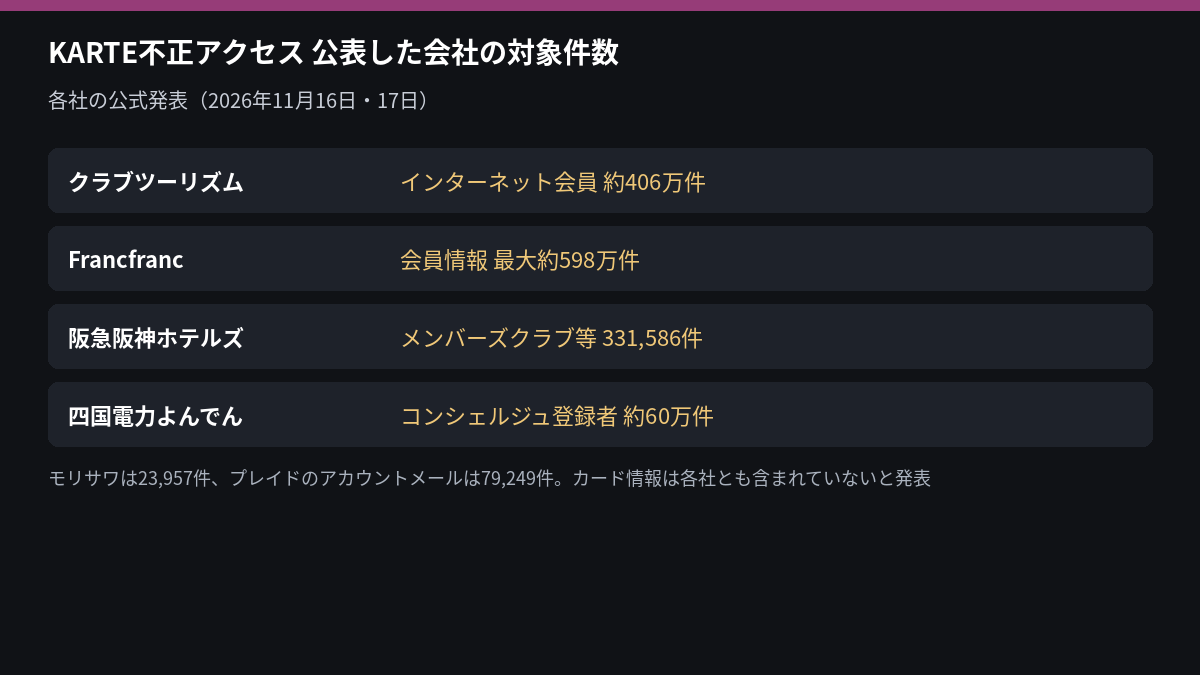 KARTE不正アクセス 公表した会社の対象件数
各社の公式発表（2026年11月16日・17日）
クラブツーリズム インターネット会員 約406万件
Francfranc 会員情報 最大約598万件
阪急阪神ホテルズ メンバーズクラブ等 331,586件
四国電力よんでん コンシェルジュ登録者 約60万件
モリサワは23,957件、プレイドのアカウントメールは79,249件。カード情報は各社とも含まれていないと発表